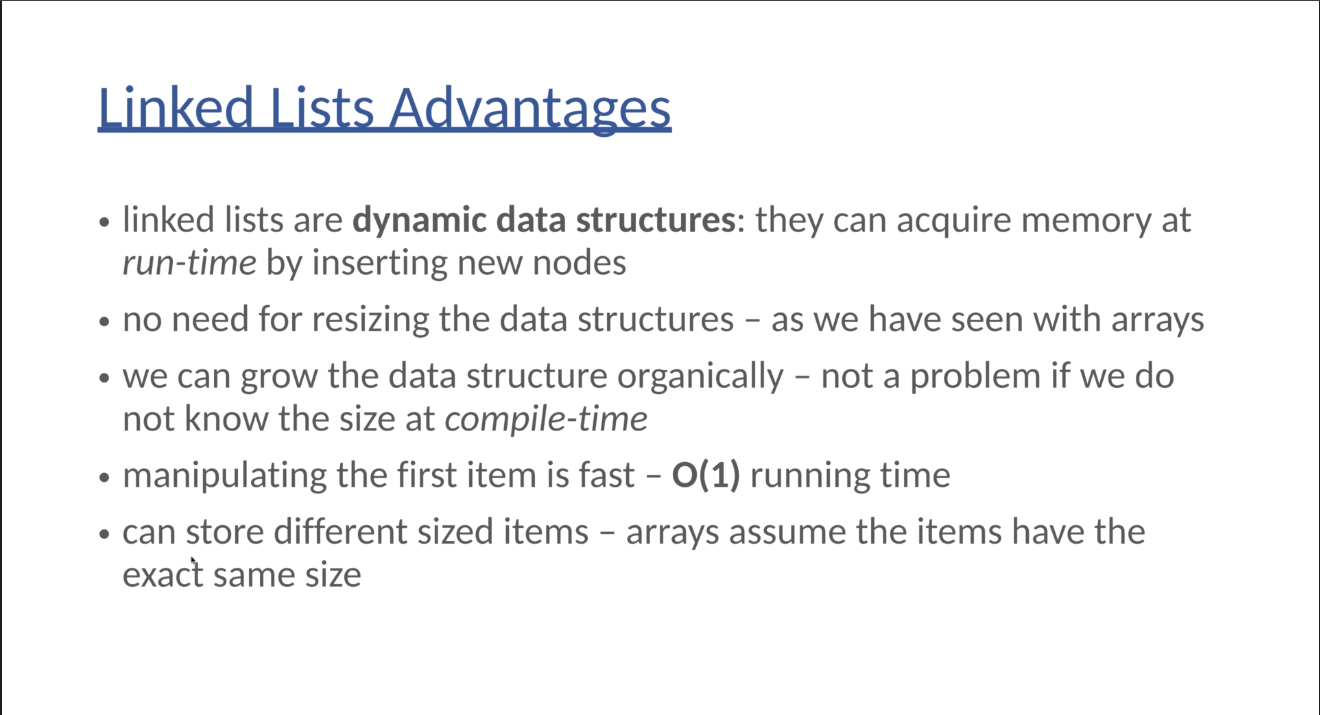 Linked Lists Advantages
• linked lists are dynamic data structures: they can acquire memory at
run-time by inserting new nodes
• no need for resizing the data structures – as we have seen with arrays
• we can grow the data structure organically – not a problem if we do
not know the size at compile-time
• manipulating the first item is fast – O(1) running time
• can store different sized items – arrays assume the items have the
exact same size